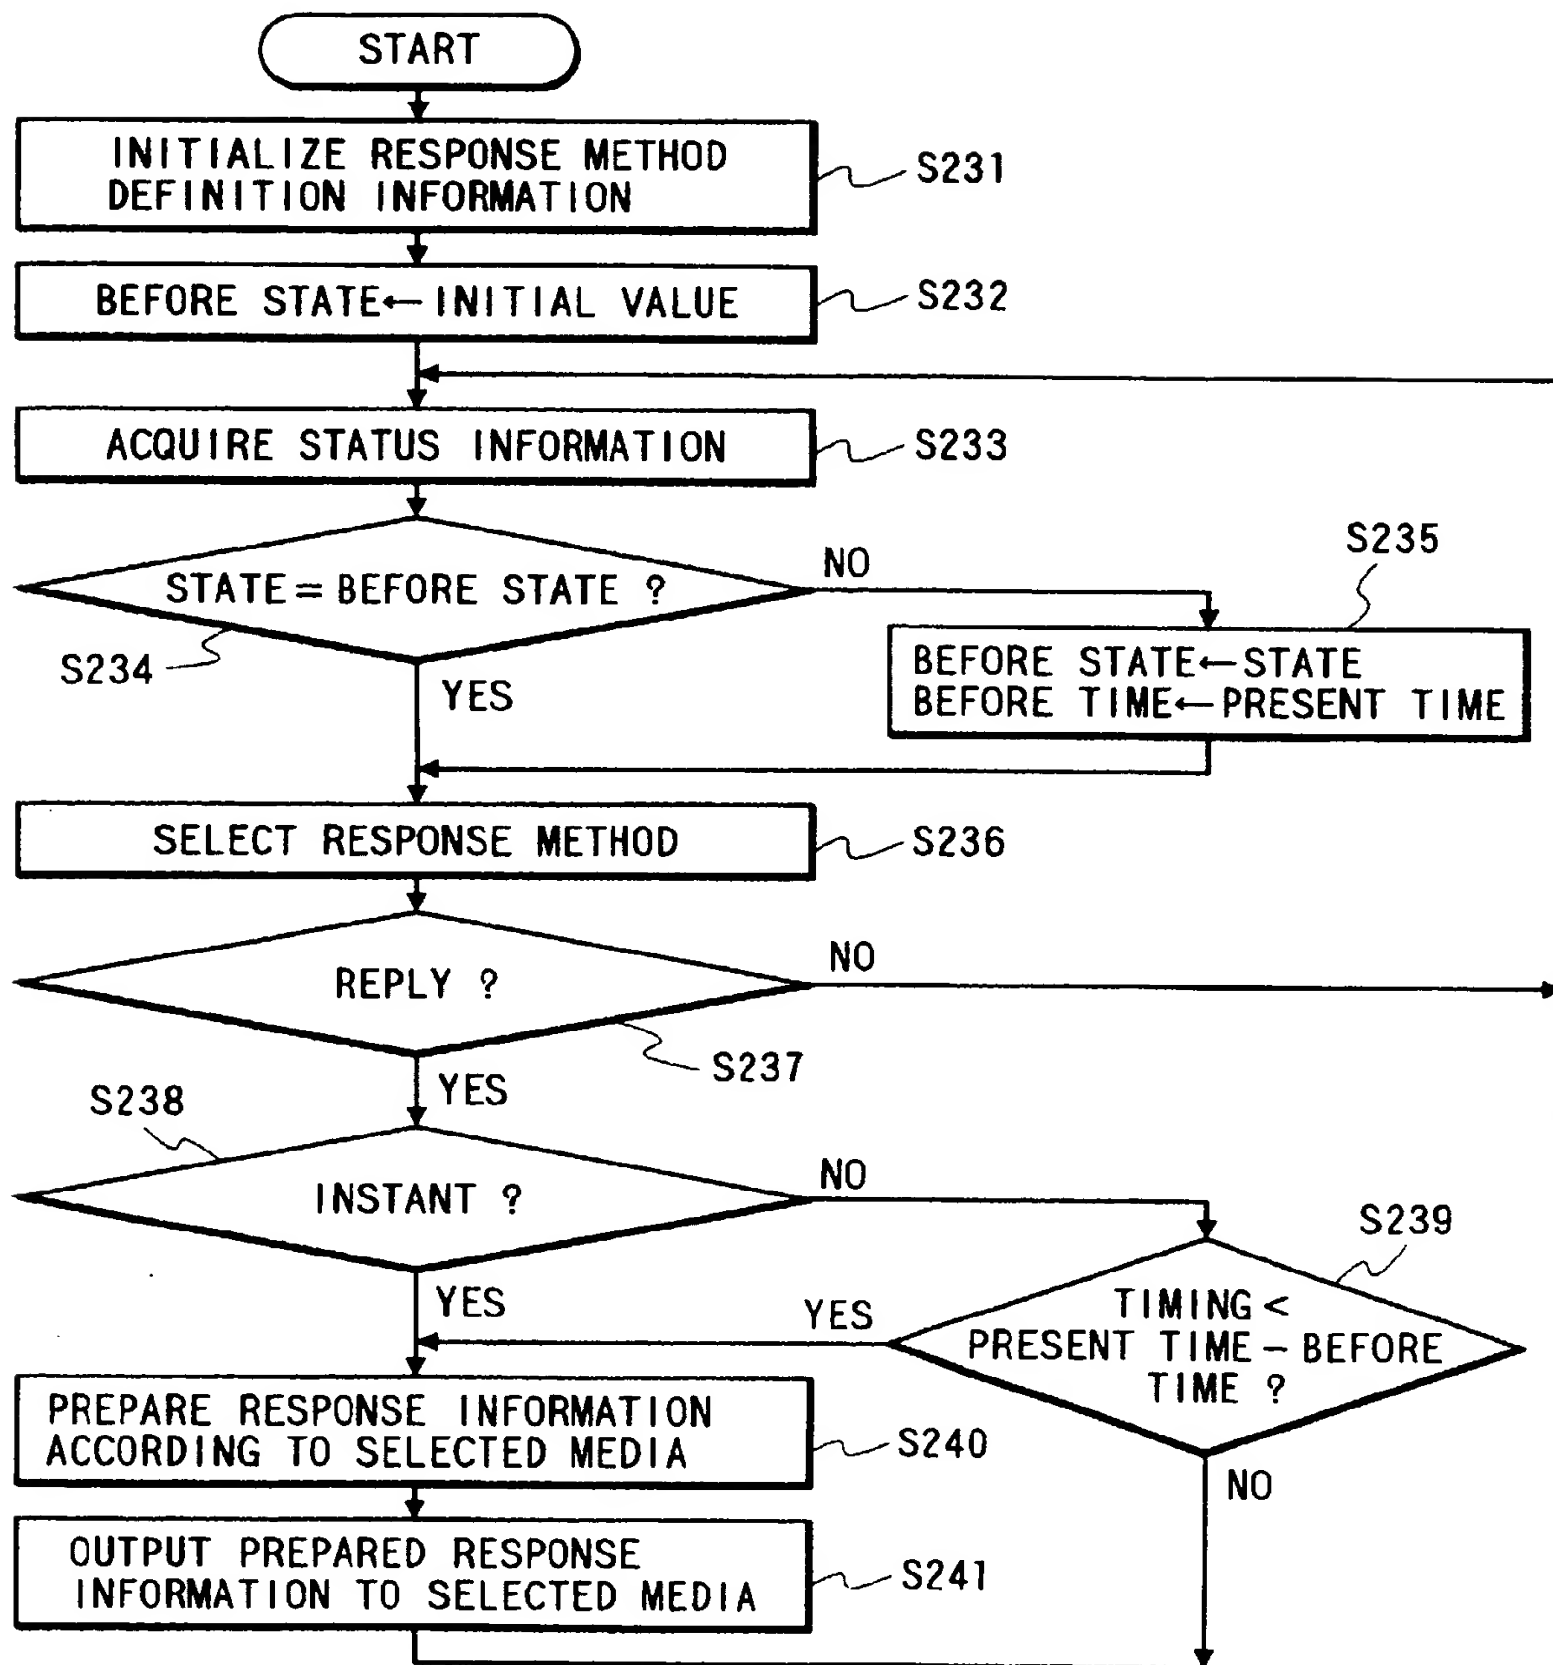 START
INITIALIZE RESPONSE METHOD
DEFINITION INFORMATION
S231
BEFORE STATE←INITIAL VALUE
S232
ACQUIRE STATUS INFORMATION
S233
STATE=BEFORE STATE ?
NO
S234
YES
S235
BEFORE STATE←STATE
BEFORE TIME←PRESENT TIME
SELECT RESPONSE METHOD
S236
REPLY ?
NO
S237
YES
S238
INSTANT ?
NO
YES
S239
TIMING<
PRESENT TIME-BEFORE
TIME ?
YES
NO
PREPARE RESPONSE INFORMATION
ACCORDING TO SELECTED MEDIA
S240
OUTPUT PREPARED RESPONSE
INFORMATION TO SELECTED MEDIA
S241